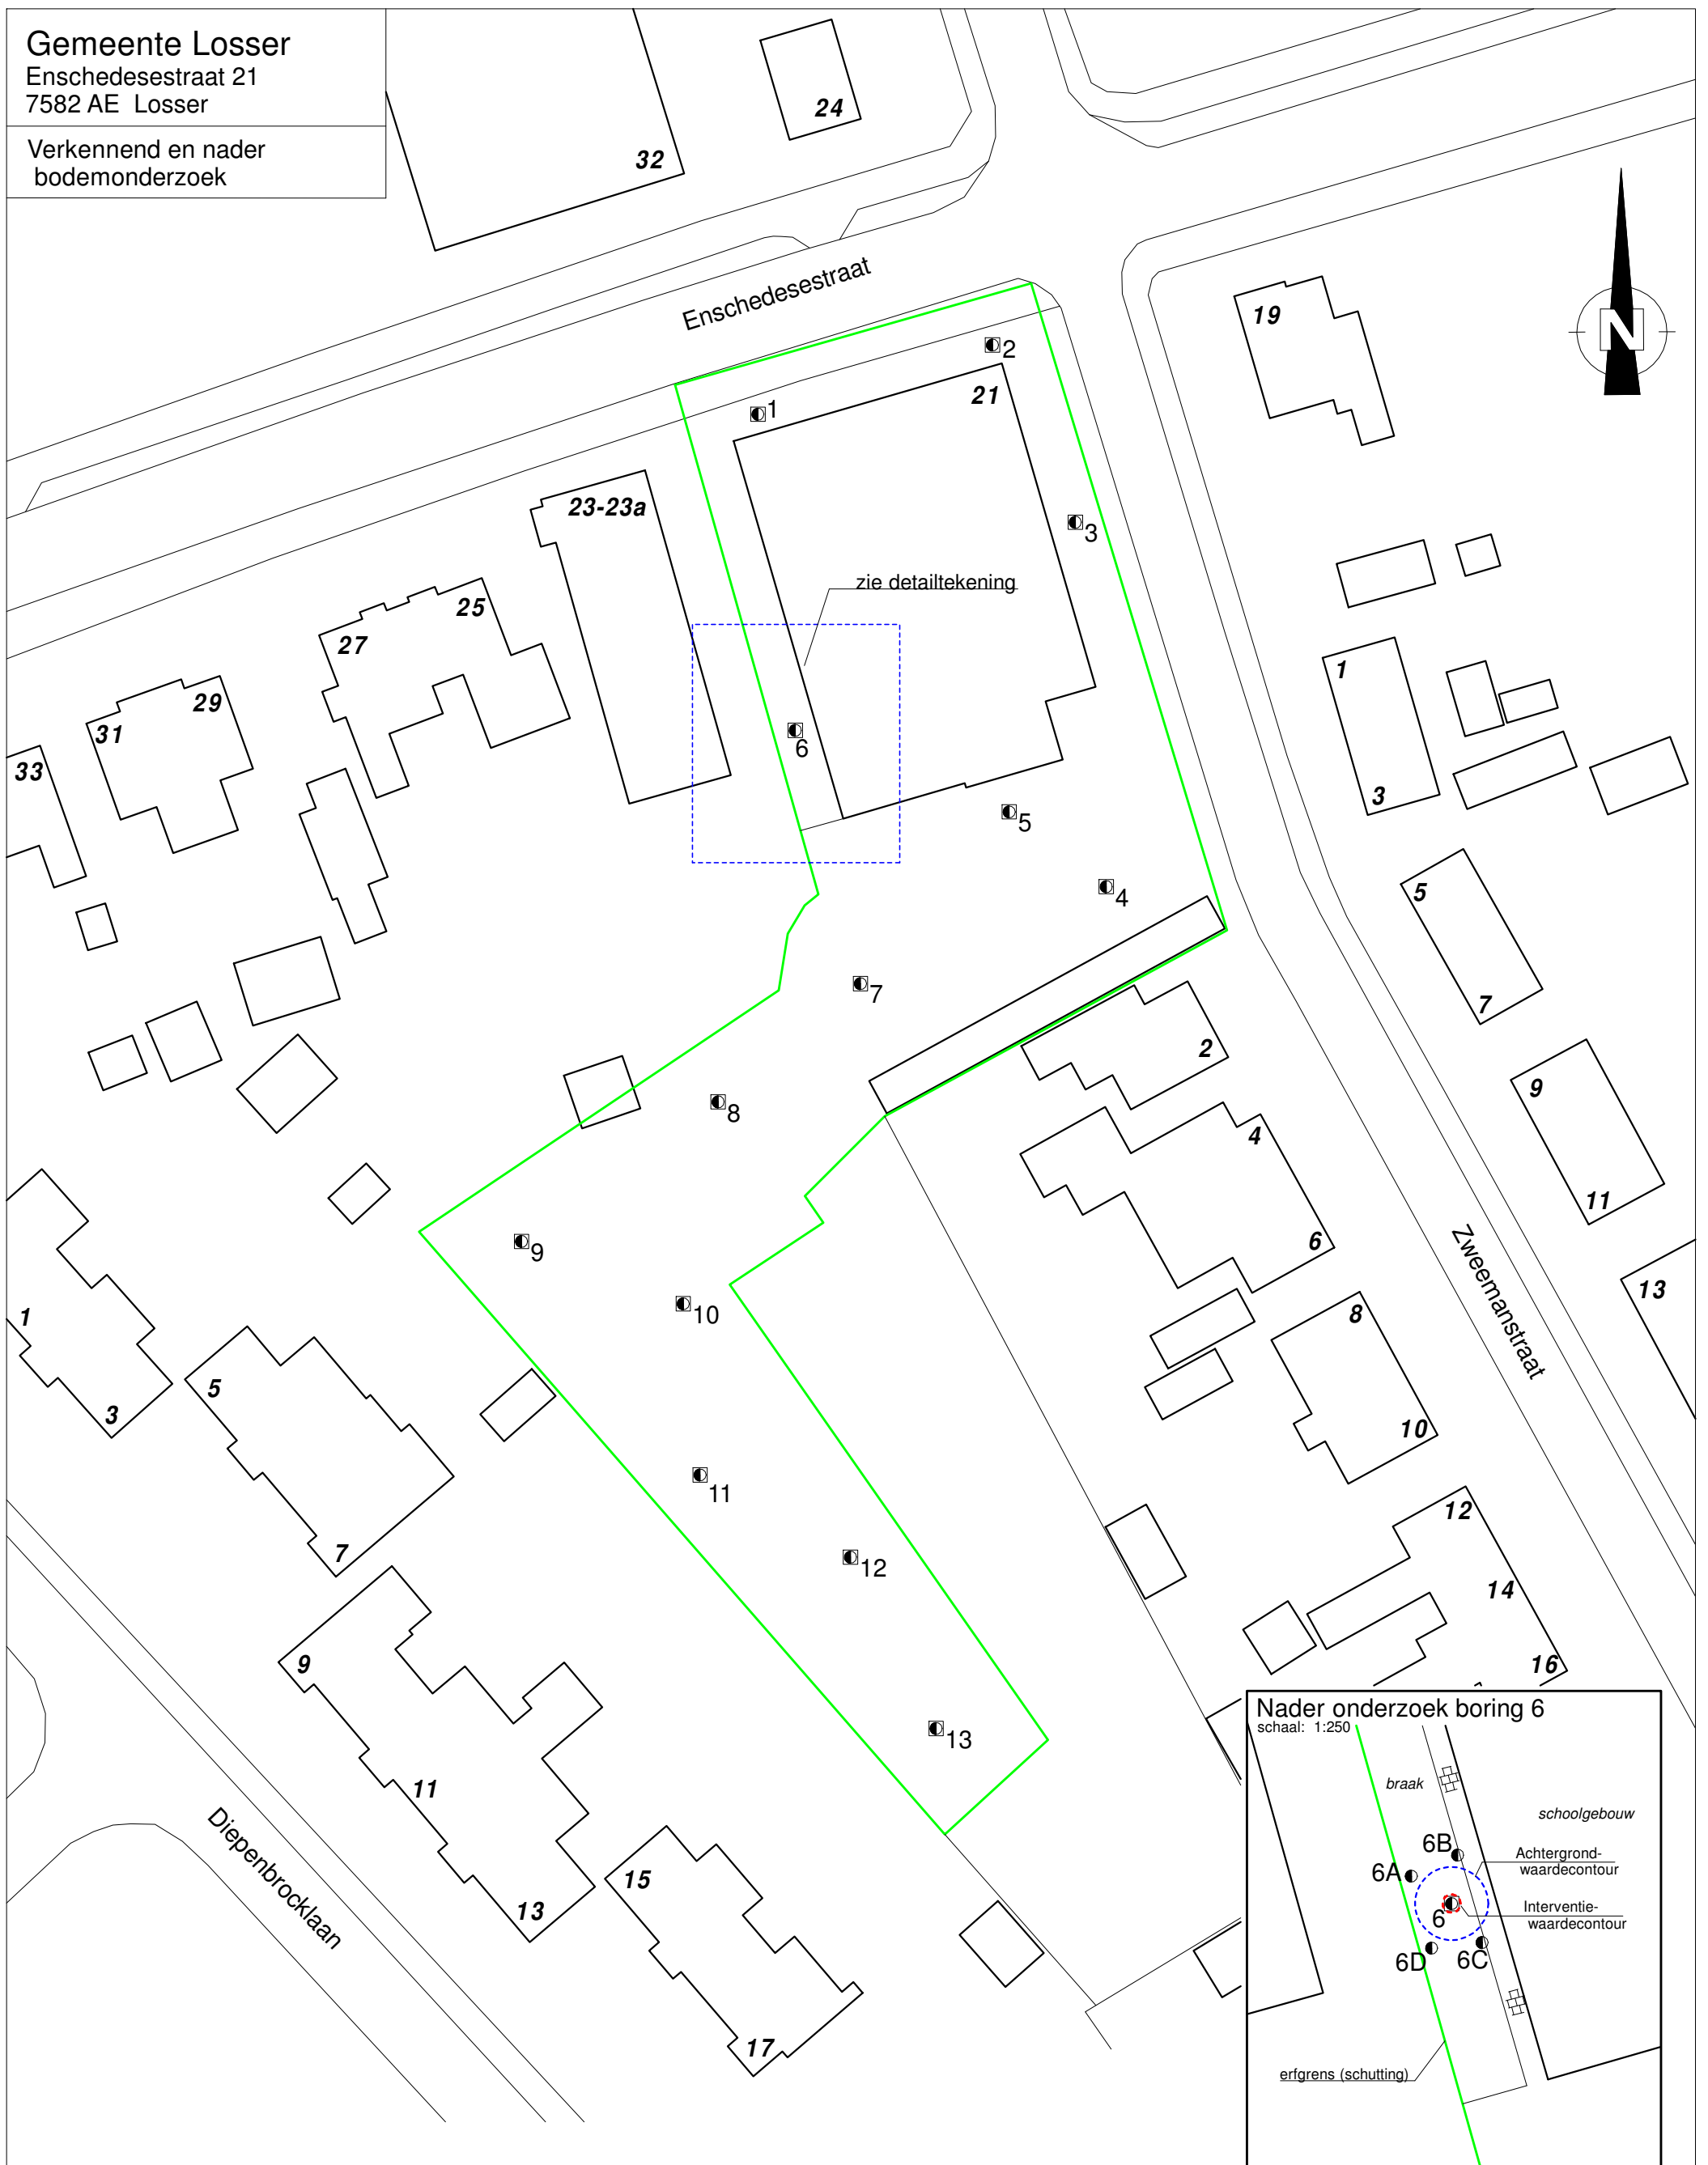 Gemeente Losser
Enschedesestraat 21
7582 AE Losser
Verkennend en nader
bodemonderzoek
32
24
Enschedesestraat
N
19
2
21
1
3
23-23a
zie detailtekening
25
27
29
31
33
6
1
3
5
4
5
7
7
2
8
9
4
11
9
6
10
Zweemanstraat
13
8
1
5
3
10
11
12
7
12
14
9
16
13
11
Diepenbrocklaan
15
13
17
Nader onderzoek boring 6
schaal: 1:250
braak
schoolgebouw
6B
Achtergrond-
waardecontour
6A
Interventie-
waardecontour
6
6D
6C
erfgrens (schutting)